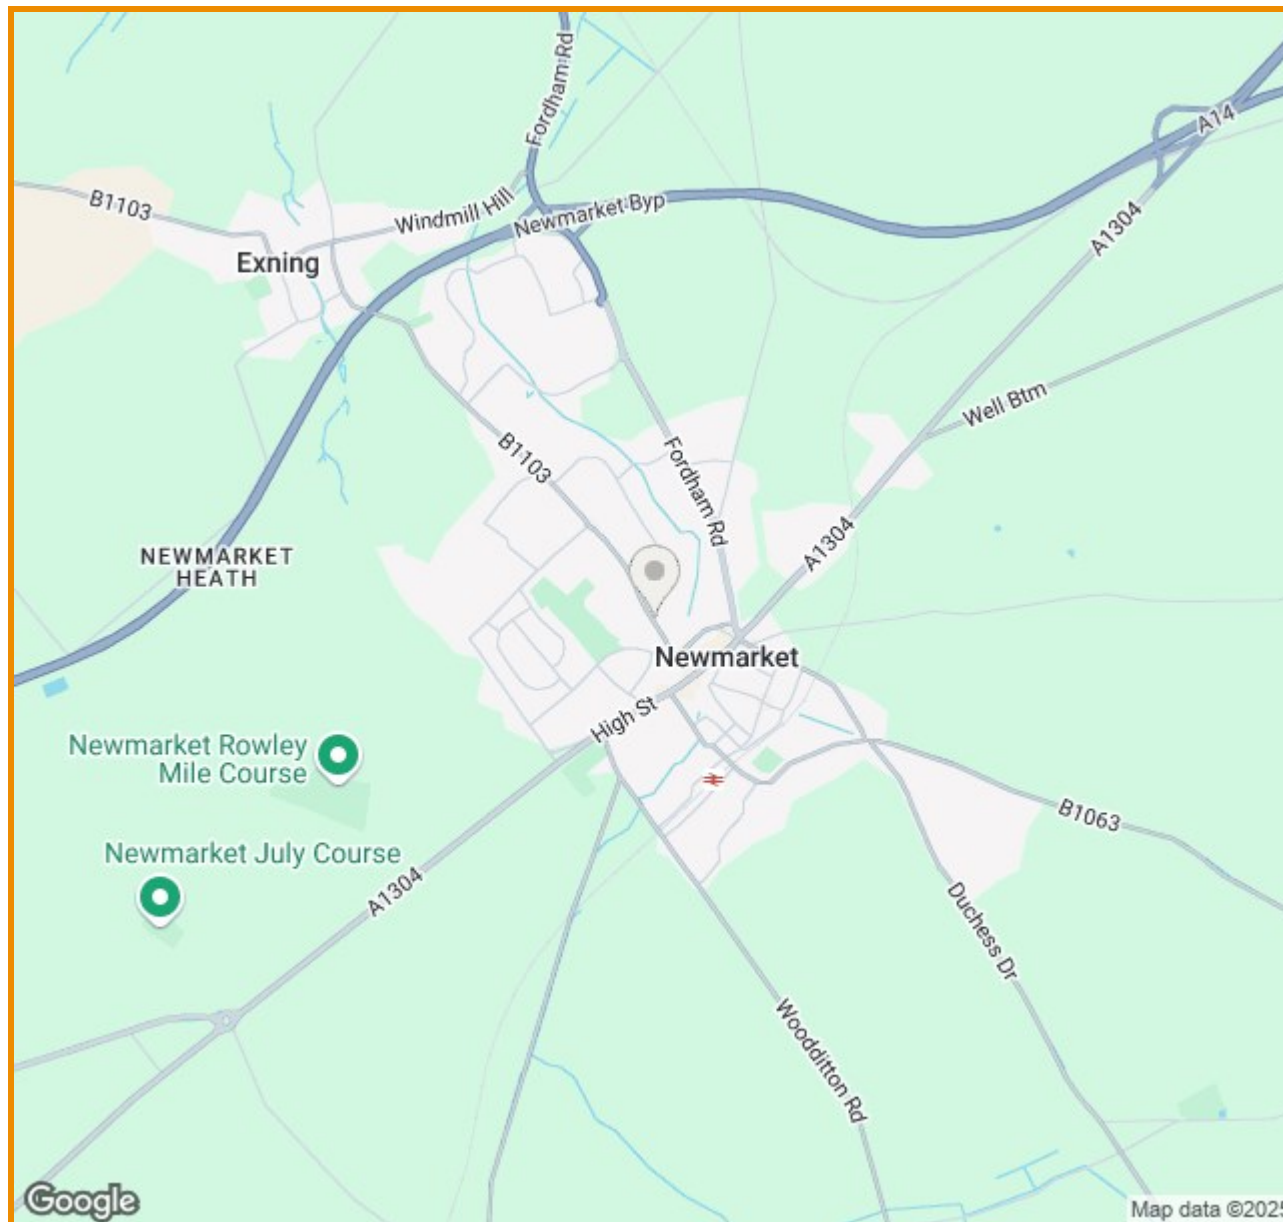 Fordham Rd
A14
B1103
Windmill Hill
Newmarket Byp
A1304
Exning
Well Btm
B1103
Fordham Rd
A1304
NEWMARKET
HEATH
Newmarket
High St
Newmarket Rowley
Mile Course
B1063
Newmarket July Course
A1304
Duchess Dr
Woodditton Rd
Google
Map data ©2025